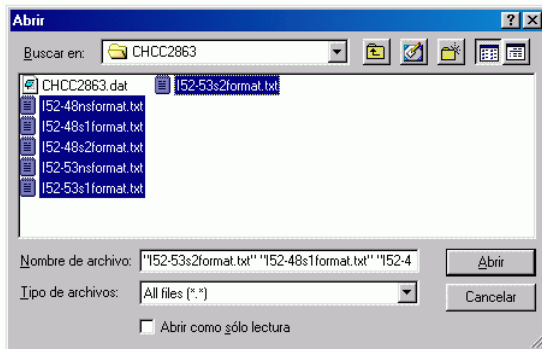 Abrir
Buscar en: CHCC2863
CHCC2863.dat
I52-48nsformat.txt
I52-48s1format.txt
I52-48s2format.txt
I52-53nsformat.txt
I52-53s1format.txt
I52-53s2format.txt
Nombre de archivo: "I52-53s2format.txt" "I52-48s1format.txt" "I52-4
Abrir
Tipo de archivos: All files (*.*)
Cancelar
Abrir como sólo lectura